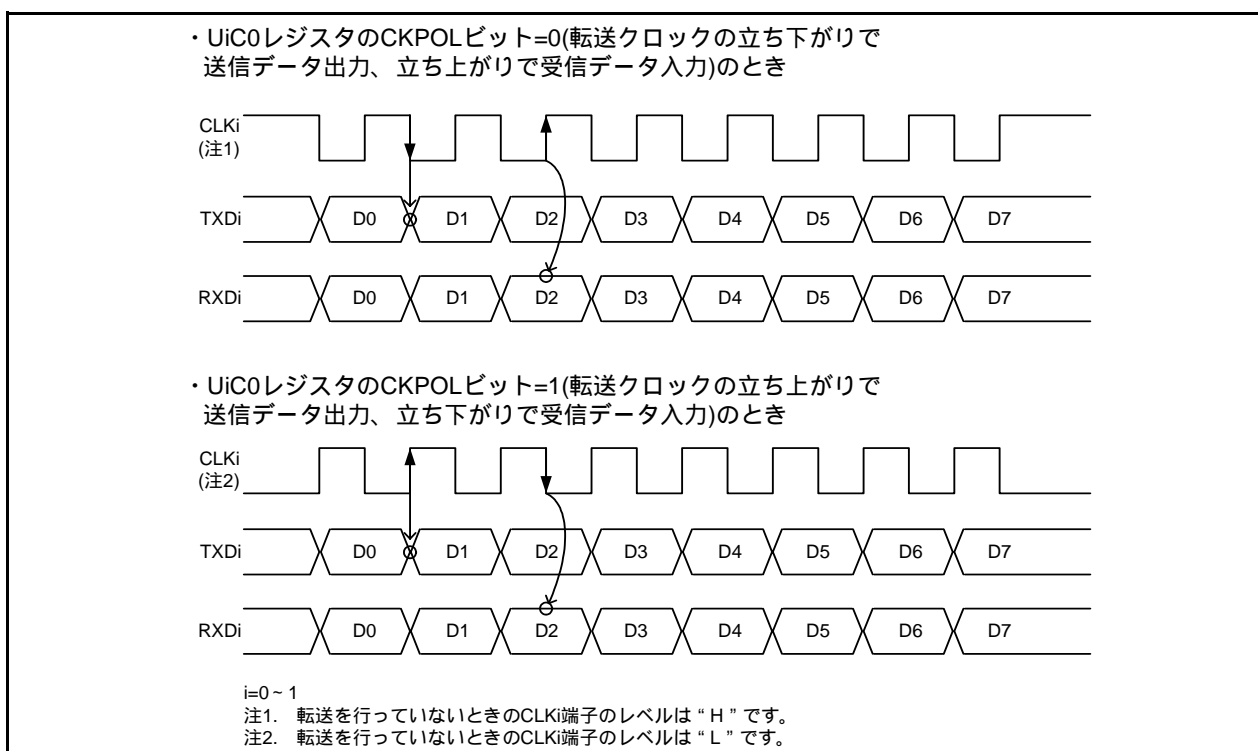 ・UiC0レジスタのCKPOLビット=0(転送クロックの立ち下がりで
送信データ出力、立ち上がりで受信データ入力)のとき
CLKi
(注1)
TXDi D0 D1 D2 D3 D4 D5 D6 D7
RXDi D0 D1 D2 D3 D4 D5 D6 D7
・UiC0レジスタのCKPOLビット=1(転送クロックの立ち上がりで
送信データ出力、立ち下がりで受信データ入力)のとき
CLKi
(注2)
TXDi D0 D1 D2 D3 D4 D5 D6 D7
RXDi D0 D1 D2 D3 D4 D5 D6 D7
i=0~1
注1. 転送を行っていないときのCLKi端子のレベルは“H”です。
注2. 転送を行っていないときのCLKi端子のレベルは“L”です。